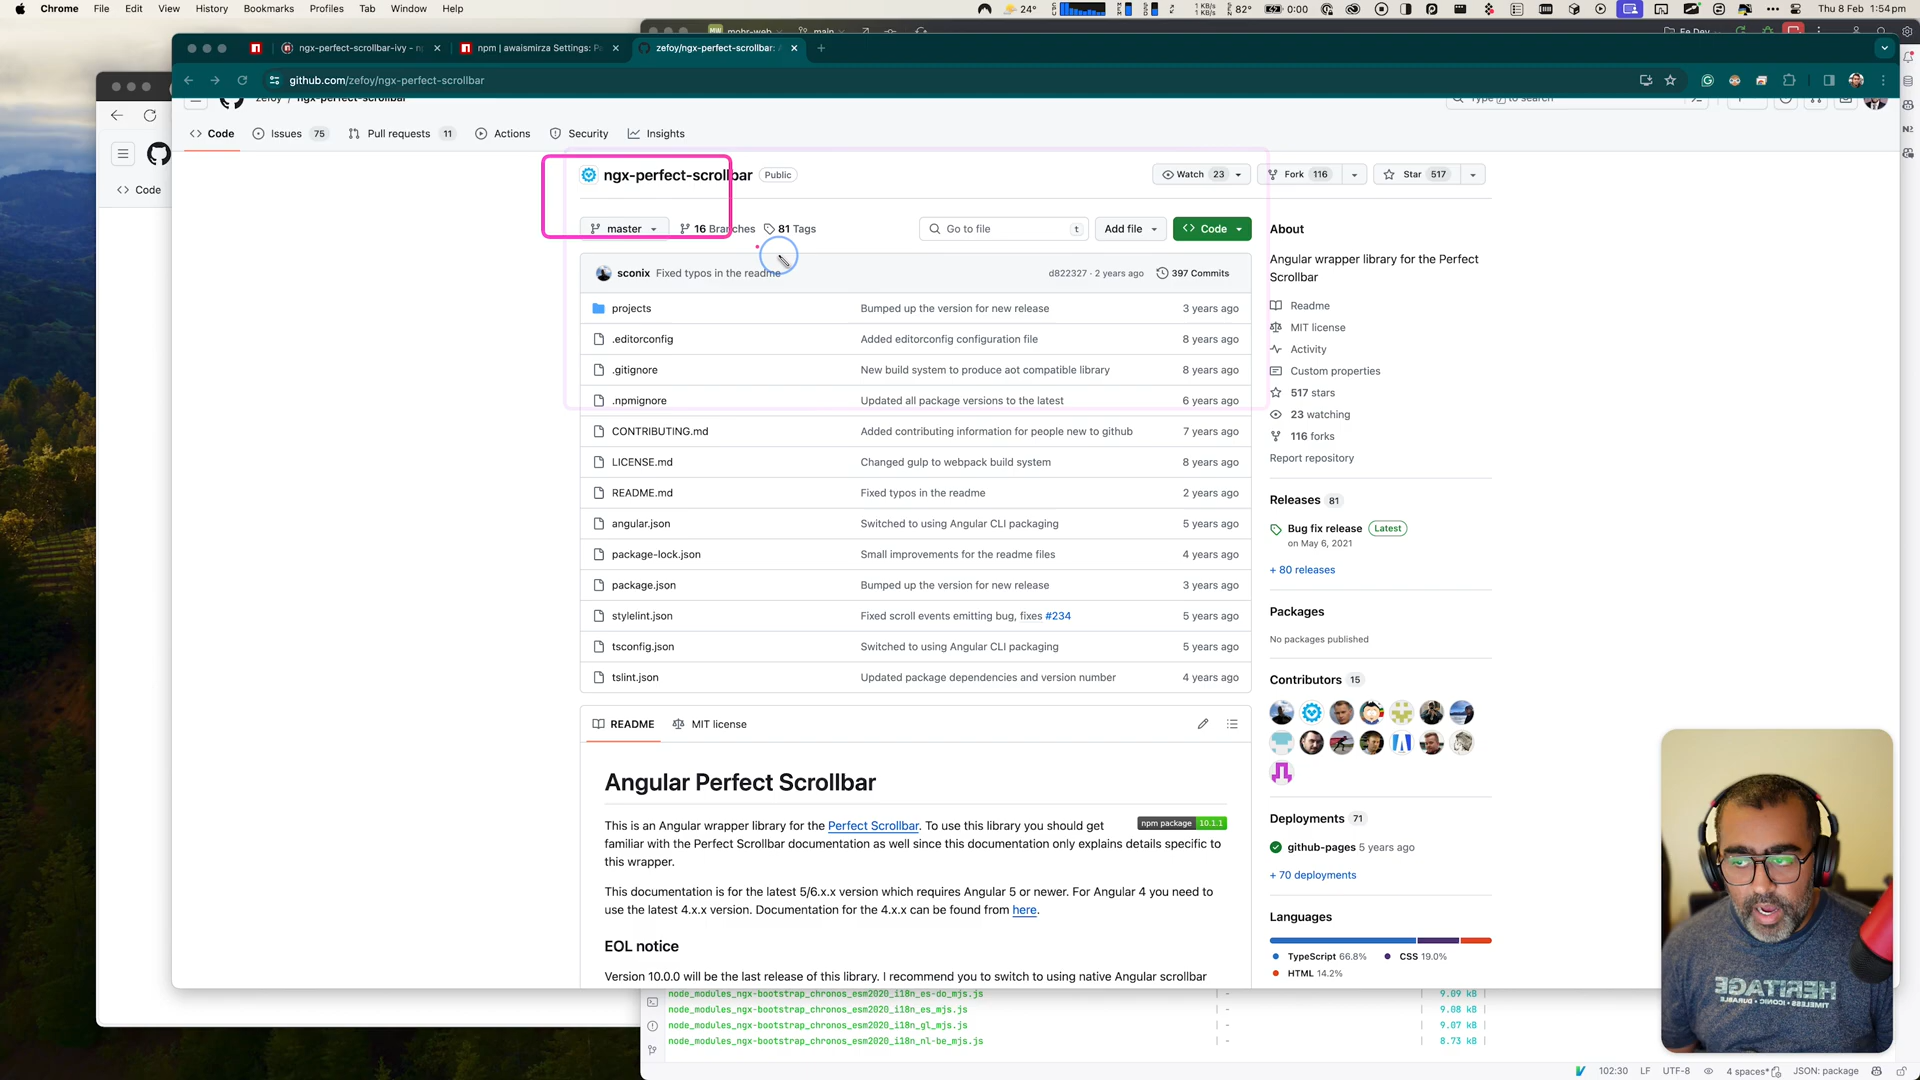 Chrome File Edit View History Bookmarks Profiles Tab Window Help
24° 1 KB/s 1 KB/s 82° 0:00 Thu 8 Feb 1:54pm
mohr-web main
ngx-perfect-scrollbar-ivy - n
npm | awaismirza Settings: P
zefoy/ngx-perfect-scrollbar:
github.com/zefoy/ngx-perfect-scrollbar
zefoy / ngx-perfect-scrollbar
Type / to search
Code Issues 75 Pull requests 11 Actions Security Insights
Code
ngx-perfect-scrollbar Public
Watch 23 Fork 116 Star 517
master 16 Branches 81 Tags Go to file t Add file Code
sconix Fixed typos in the readme d822327 · 2 years ago 397 Commits
projects Bumped up the version for new release 3 years ago
.editorconfig Added editorconfig configuration file 8 years ago
.gitignore New build system to produce aot compatible library 8 years ago
.npmignore Updated all package versions to the latest 6 years ago
CONTRIBUTING.md Added contributing information for people new to github 7 years ago
LICENSE.md Changed gulp to webpack build system 8 years ago
README.md Fixed typos in the readme 2 years ago
angular.json Switched to using Angular CLI packaging 5 years ago
package-lock.json Small improvements for the readme files 4 years ago
package.json Bumped up the version for new release 3 years ago
stylelint.json Fixed scroll events emitting bug, fixes #234 5 years ago
tsconfig.json Switched to using Angular CLI packaging 5 years ago
tslint.json Updated package dependencies and version number 4 years ago
README MIT license
Angular Perfect Scrollbar
This is an Angular wrapper library for the Perfect Scrollbar. To use this library you should get
npm package 10.1.1
familiar with the Perfect Scrollbar documentation as well since this documentation only explains details specific to
this wrapper.
This documentation is for the latest 5/6.x.x version which requires Angular 5 or newer. For Angular 4 you need to
use the latest 4.x.x version. Documentation for the 4.x.x can be found from here.
EOL notice
Version 10.0.0 will be the last release of this library. I recommend you to switch to using native Angular scrollbar
About
Angular wrapper library for the Perfect
Scrollbar
Readme
MIT license
Activity
Custom properties
517 stars
23 watching
116 forks
Report repository
Releases 81
Bug fix release Latest
on May 6, 2021
+ 80 releases
Packages
No packages published
Contributors 15
Deployments 71
github-pages 5 years ago
+ 70 deployments
Languages
TypeScript 66.8% CSS 19.0%
HTML 14.2%
HERITAGE
TIMELESS · ICONIC · DURABLE
node_modules_ngx-bootstrap_chronos_esm2020_i18n_es-do_mjs.js | - | 9.09 kB |
node_modules_ngx-bootstrap_chronos_esm2020_i18n_es_mjs.js | - | 9.08 kB |
node_modules_ngx-bootstrap_chronos_esm2020_i18n_gl_mjs.js | - | 9.07 kB |
node_modules_ngx-bootstrap_chronos_esm2020_i18n_nl-be_mjs.js | - | 8.73 kB |
102:30 LF UTF-8 4 spaces* JSON: package